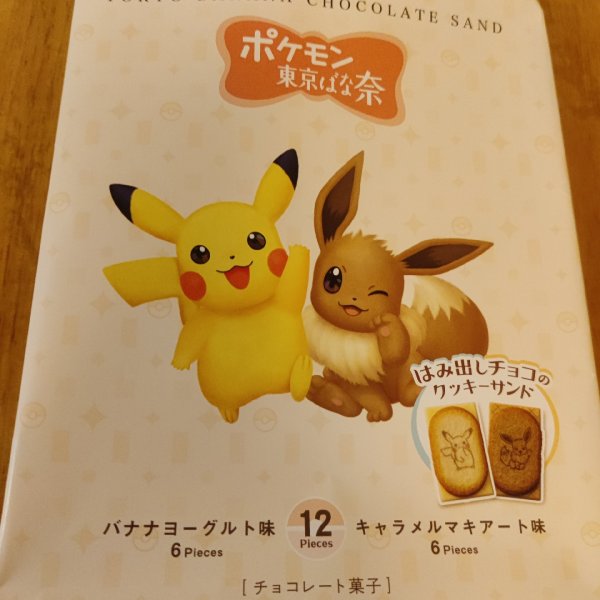 TOKYO BANANA CHOCOLATE SAND
ポケモン
東京ばな奈
はみ出しチョコの
クッキーサンド
バナナヨーグルト味
6 Pieces
12
Pieces
キャラメルマキアート味
6 Pieces
[チョコレート菓子]